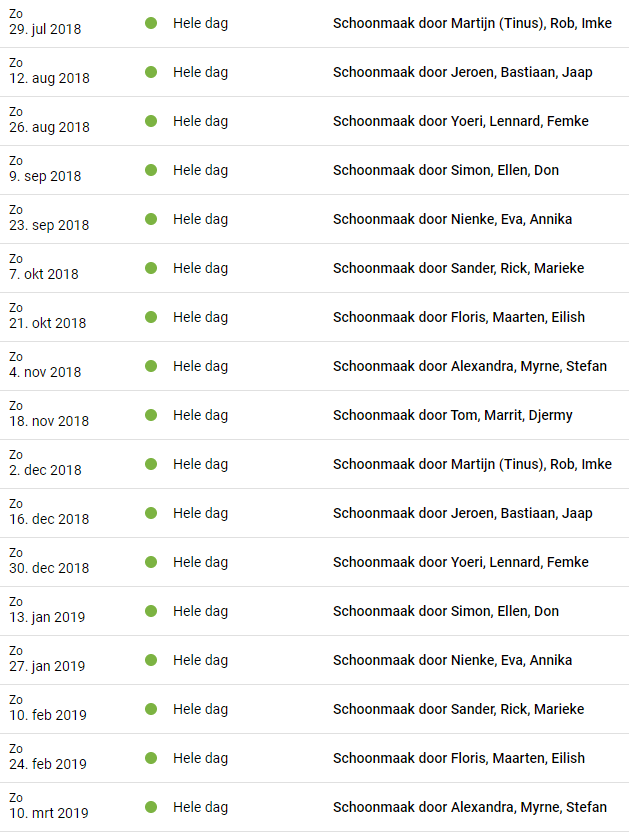 Zo
29. jul 2018 Hele dag Schoonmaak door Martijn (Tinus), Rob, Imke
Zo
12. aug 2018 Hele dag Schoonmaak door Jeroen, Bastiaan, Jaap
Zo
26. aug 2018 Hele dag Schoonmaak door Yoeri, Lennard, Femke
Zo
9. sep 2018 Hele dag Schoonmaak door Simon, Ellen, Don
Zo
23. sep 2018 Hele dag Schoonmaak door Nienke, Eva, Annika
Zo
7. okt 2018 Hele dag Schoonmaak door Sander, Rick, Marieke
Zo
21. okt 2018 Hele dag Schoonmaak door Floris, Maarten, Eilish
Zo
4. nov 2018 Hele dag Schoonmaak door Alexandra, Myrne, Stefan
Zo
18. nov 2018 Hele dag Schoonmaak door Tom, Marrit, Djermy
Zo
2. dec 2018 Hele dag Schoonmaak door Martijn (Tinus), Rob, Imke
Zo
16. dec 2018 Hele dag Schoonmaak door Jeroen, Bastiaan, Jaap
Zo
30. dec 2018 Hele dag Schoonmaak door Yoeri, Lennard, Femke
Zo
13. jan 2019 Hele dag Schoonmaak door Simon, Ellen, Don
Zo
27. jan 2019 Hele dag Schoonmaak door Nienke, Eva, Annika
Zo
10. feb 2019 Hele dag Schoonmaak door Sander, Rick, Marieke
Zo
24. feb 2019 Hele dag Schoonmaak door Floris, Maarten, Eilish
Zo
10. mrt 2019 Hele dag Schoonmaak door Alexandra, Myrne, Stefan